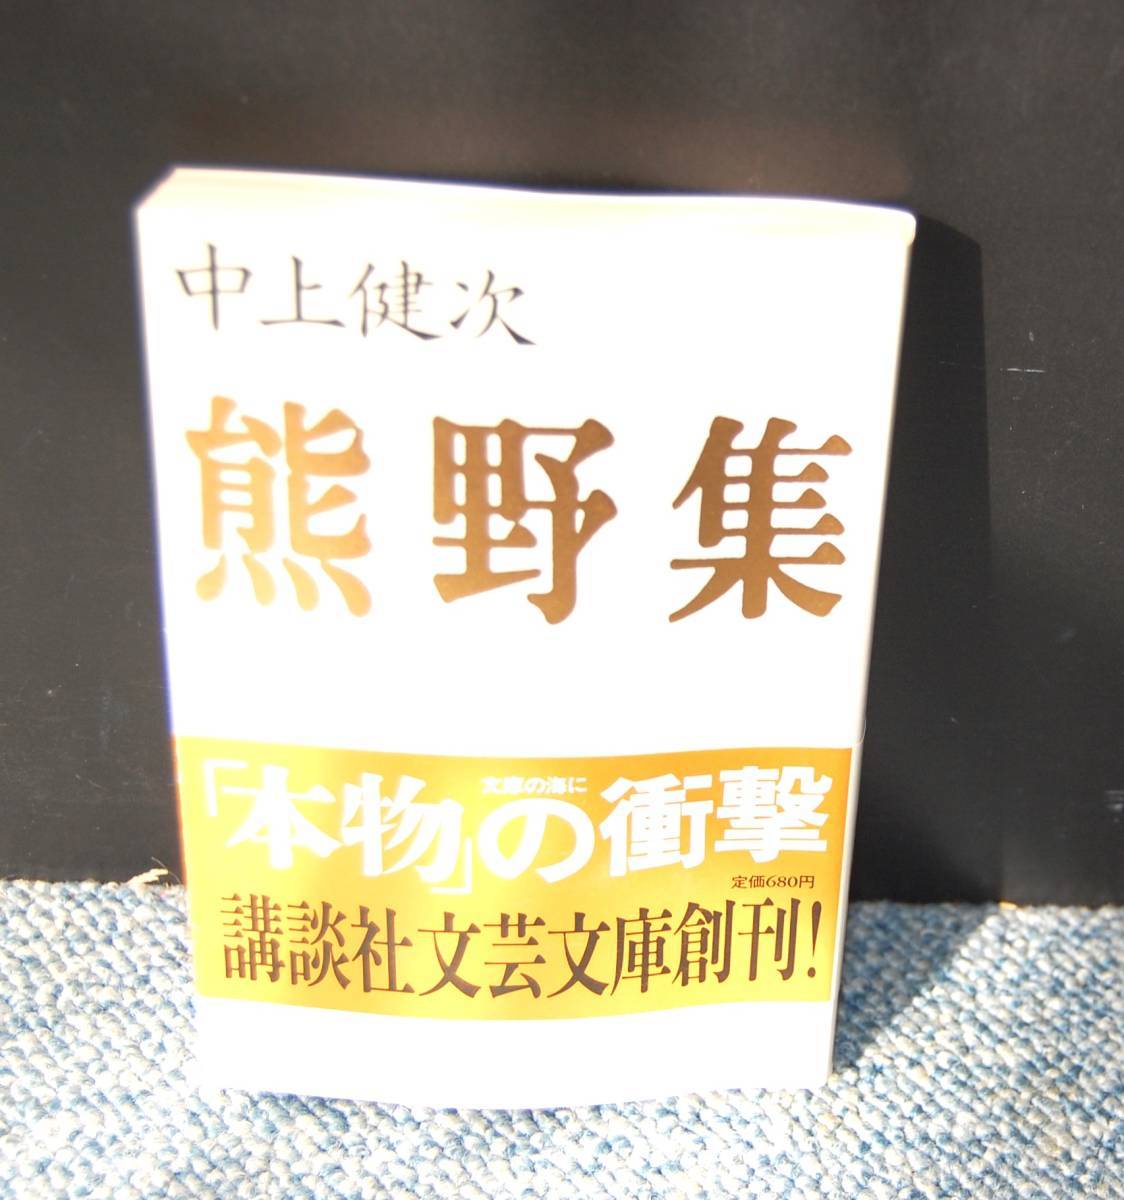 中上健次
熊野集
文庫の海に
「本物」の衝撃
定価680円
講談社文芸文庫創刊!